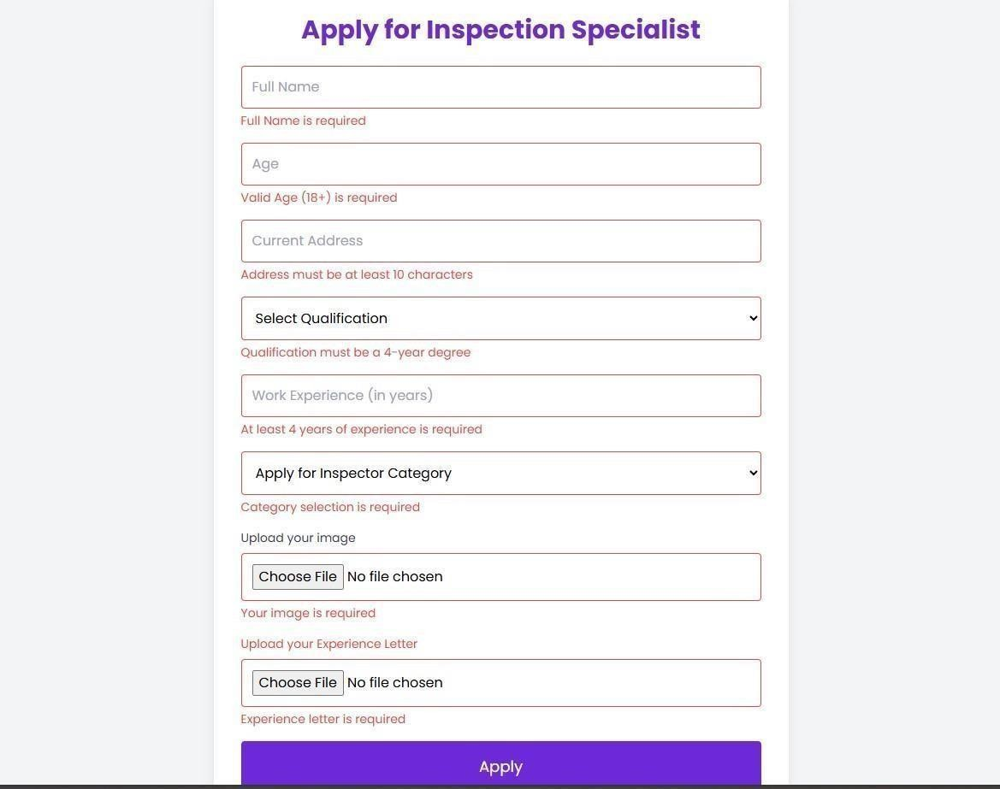 Apply for Inspection Specialist
Full Name
Full Name is required
Age
Valid Age (18+) is required
Current Address
Address must be at least 10 characters
Select Qualification
Qualification must be a 4-year degree
Work Experience (in years)
At least 4 years of experience is required
Apply for Inspector Category
Category selection is required
Upload your image
Choose File No file chosen
Your image is required
Upload your Experience Letter
Choose File No file chosen
Experience letter is required
Apply